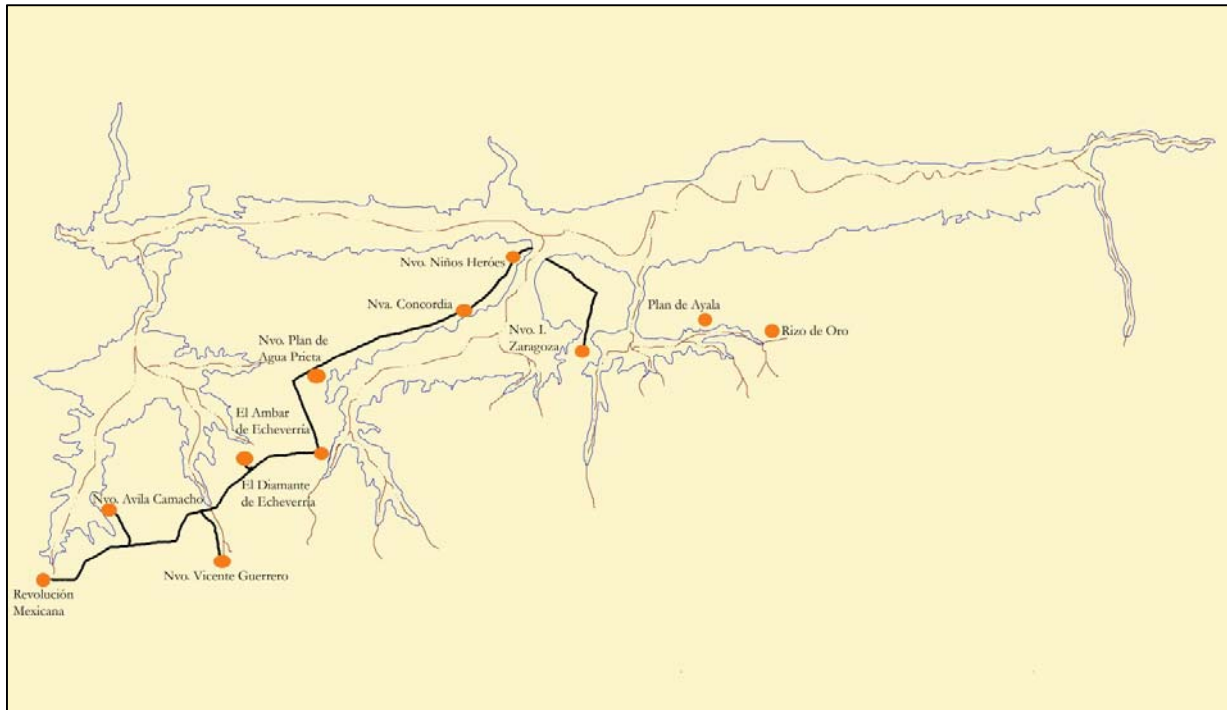 Nvo. Niños Heróes
Nva. Concordia
Plan de Ayala
Rizo de Oro
Nvo. I.
Zaragoza
Nvo. Plan de
Agua Prieta
El Ambar
de Echeverría
El Diamante
de Echeverría
Nvo. Avila Camacho
Nvo. Vicente Guerrero
Revolución
Mexicana